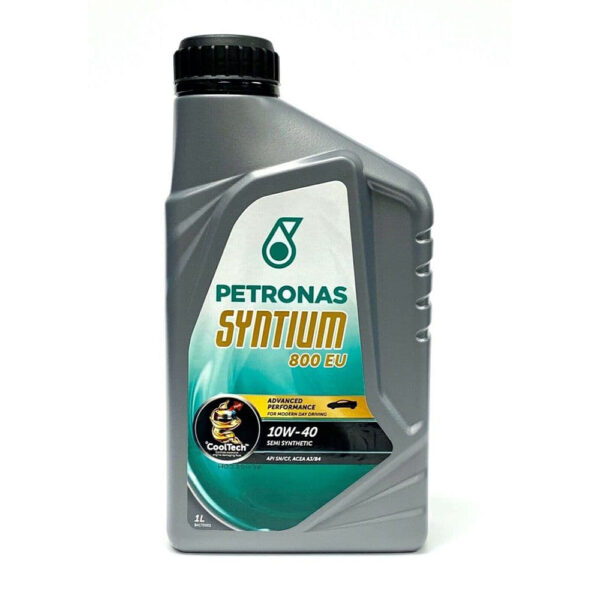 PETRONAS
SYNTIUM
800 EU
ADVANCED
PERFORMANCE
FOR MODERN DAY DRIVING
10W-40
SEMI SYNTHETIC
API SN/CF, ACEA A3/B4
CoolTech™
1L